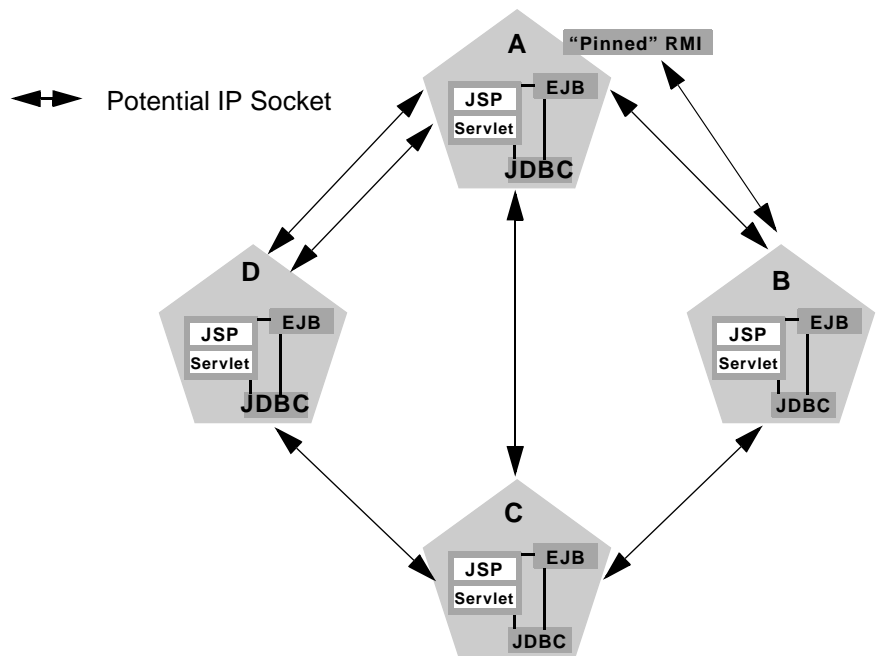 A
“Pinned” RMI
Potential IP Socket
JSP
Servlet
EJB
JDBC
D
JSP
Servlet
EJB
JDBC
B
JSP
Servlet
EJB
JDBC
C
JSP
Servlet
EJB
JDBC